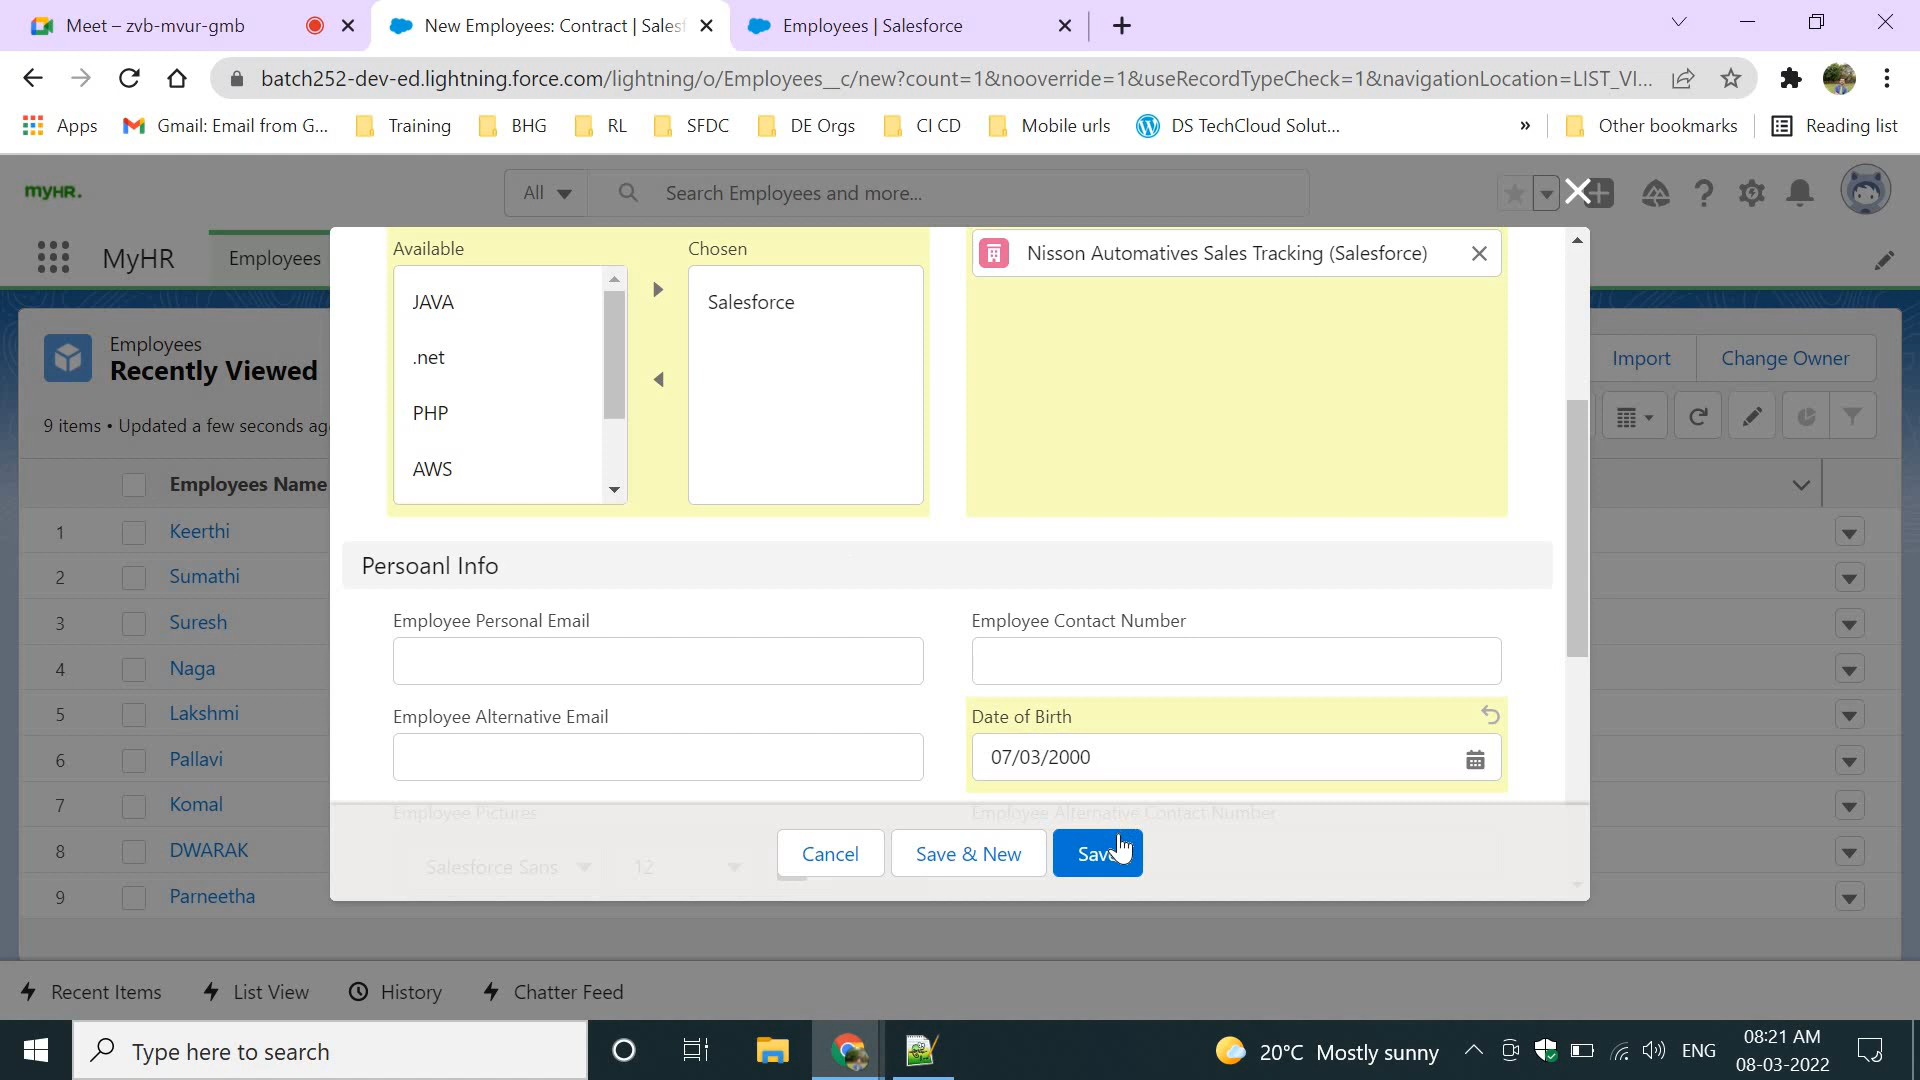 Meet – zvb-mvur-gmb
New Employees: Contract | Salesf
Employees | Salesforce
batch252-dev-ed.lightning.force.com/lightning/o/Employees__c/new?count=1&nooverride=1&useRecordTypeCheck=1&navigationLocation=LIST_VI...
Apps
Gmail: Email from G...
Training
BHG
RL
SFDC
DE Orgs
CI CD
Mobile urls
DS TechCloud Solut...
»
Other bookmarks
Reading list
myHR.
All
Search Employees and more...
MyHR
Employees
Employees
Recently Viewed
9 items • Updated a few seconds ag
Import
Change Owner
Employees Name
1 Keerthi
2 Sumathi
3 Suresh
4 Naga
5 Lakshmi
6 Pallavi
7 Komal
8 DWARAK
9 Parneetha
Available
Chosen
JAVA
.net
PHP
AWS
Salesforce
Nisson Automatives Sales Tracking (Salesforce)
Persoanl Info
Employee Personal Email
Employee Contact Number
Employee Alternative Email
Date of Birth
07/03/2000
Employee Pictures
Employee Alternative Contact Number
Salesforce Sans
12
Cancel
Save & New
Save
Recent Items
List View
History
Chatter Feed
Type here to search
20°C Mostly sunny
ENG
08:21 AM
08-03-2022